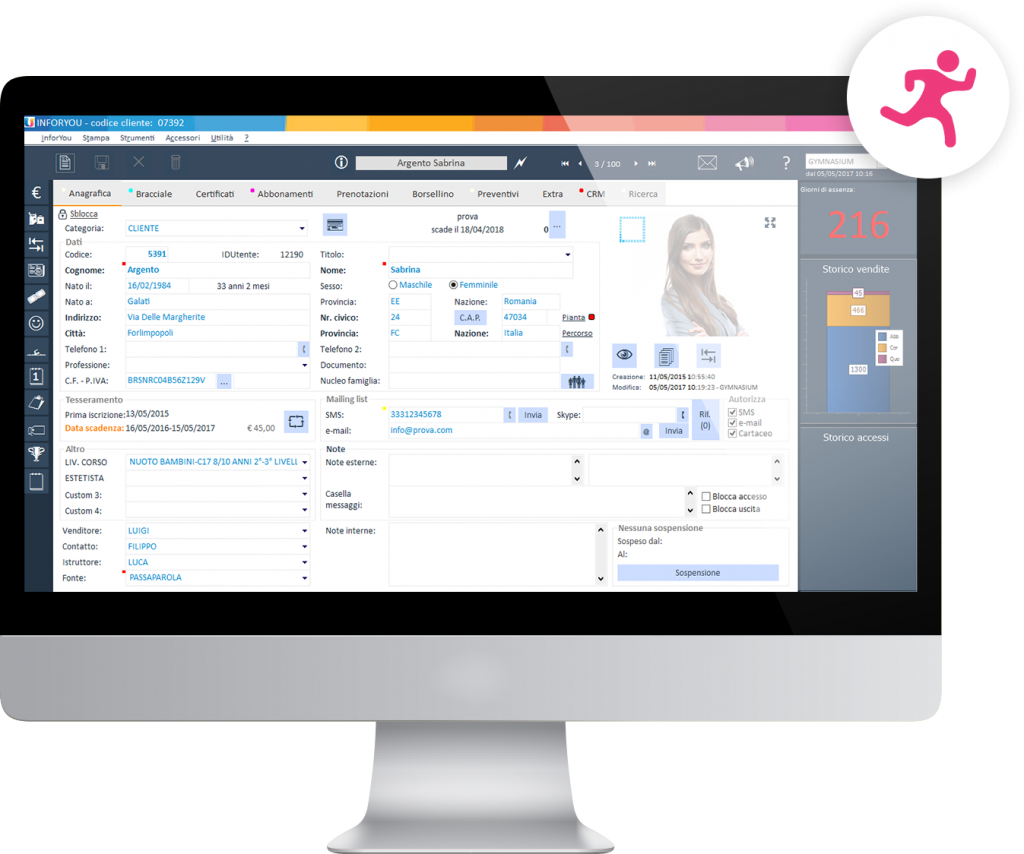 INFORYOU - codice cliente: 07392
InforYou Stampa Strumenti Accessori Utilità ?
Argento Sabrina
3 / 100
?
GYMNASIUM
dal 05/05/2017 10:16
Anagrafica Bracciale Certificati Abbonamenti Prenotazioni Borsellino Preventivi Extra CRM Ricerca
Giorni di assenza:
216
Sblocca
Categoria: CLIENTE
prova
scade il 18/04/2018 0 ...
Dati
Codice: 5391 IDUtente: 12190 Titolo:
Cognome: Argento Nome: Sabrina
Nato il: 16/02/1984 33 anni 2 mesi Sesso: Maschile Femminile
Nato a: Galati Provincia: EE Nazione: Romania
Indirizzo: Via Delle Margherite Nr. civico: 24 C.A.P. 47034 Pianta
Città: Forlimpopoli Provincia: FC Nazione: Italia Percorso
Telefono 1: Telefono 2:
Professione: Documento:
C.F. - P.IVA: BRSNRC04B56Z129V ... Nucleo famiglia:
Creazione: 11/05/2015 10:55:40
Modifica: 05/05/2017 10:19:23 - GYMNASIUM
Storico vendite
45
466
1300
Abb
Cor
Quo
Storico accessi
Tesseramento
Prima iscrizione: 13/05/2015
Data scadenza: 16/05/2016-15/05/2017 € 45,00
Mailing list
SMS: 33312345678 Invia Skype:
e-mail: info@prova.com @ Invia
Rif.
(0)
Autorizza
SMS
e-mail
Cartaceo
Altro
LIV. CORSO NUOTO BAMBINI-C17 8/10 ANNI 2°-3° LIVELL
ESTETISTA
Custom 3:
Custom 4:
Note
Note esterne:
Casella
messaggi:
Blocca accesso
Blocca uscita
Venditore: LUIGI
Contatto: FILIPPO
Istruttore: LUCA
Fonte: PASSAPAROLA
Note interne:
Nessuna sospensione
Sospeso dal:
Al:
Sospensione